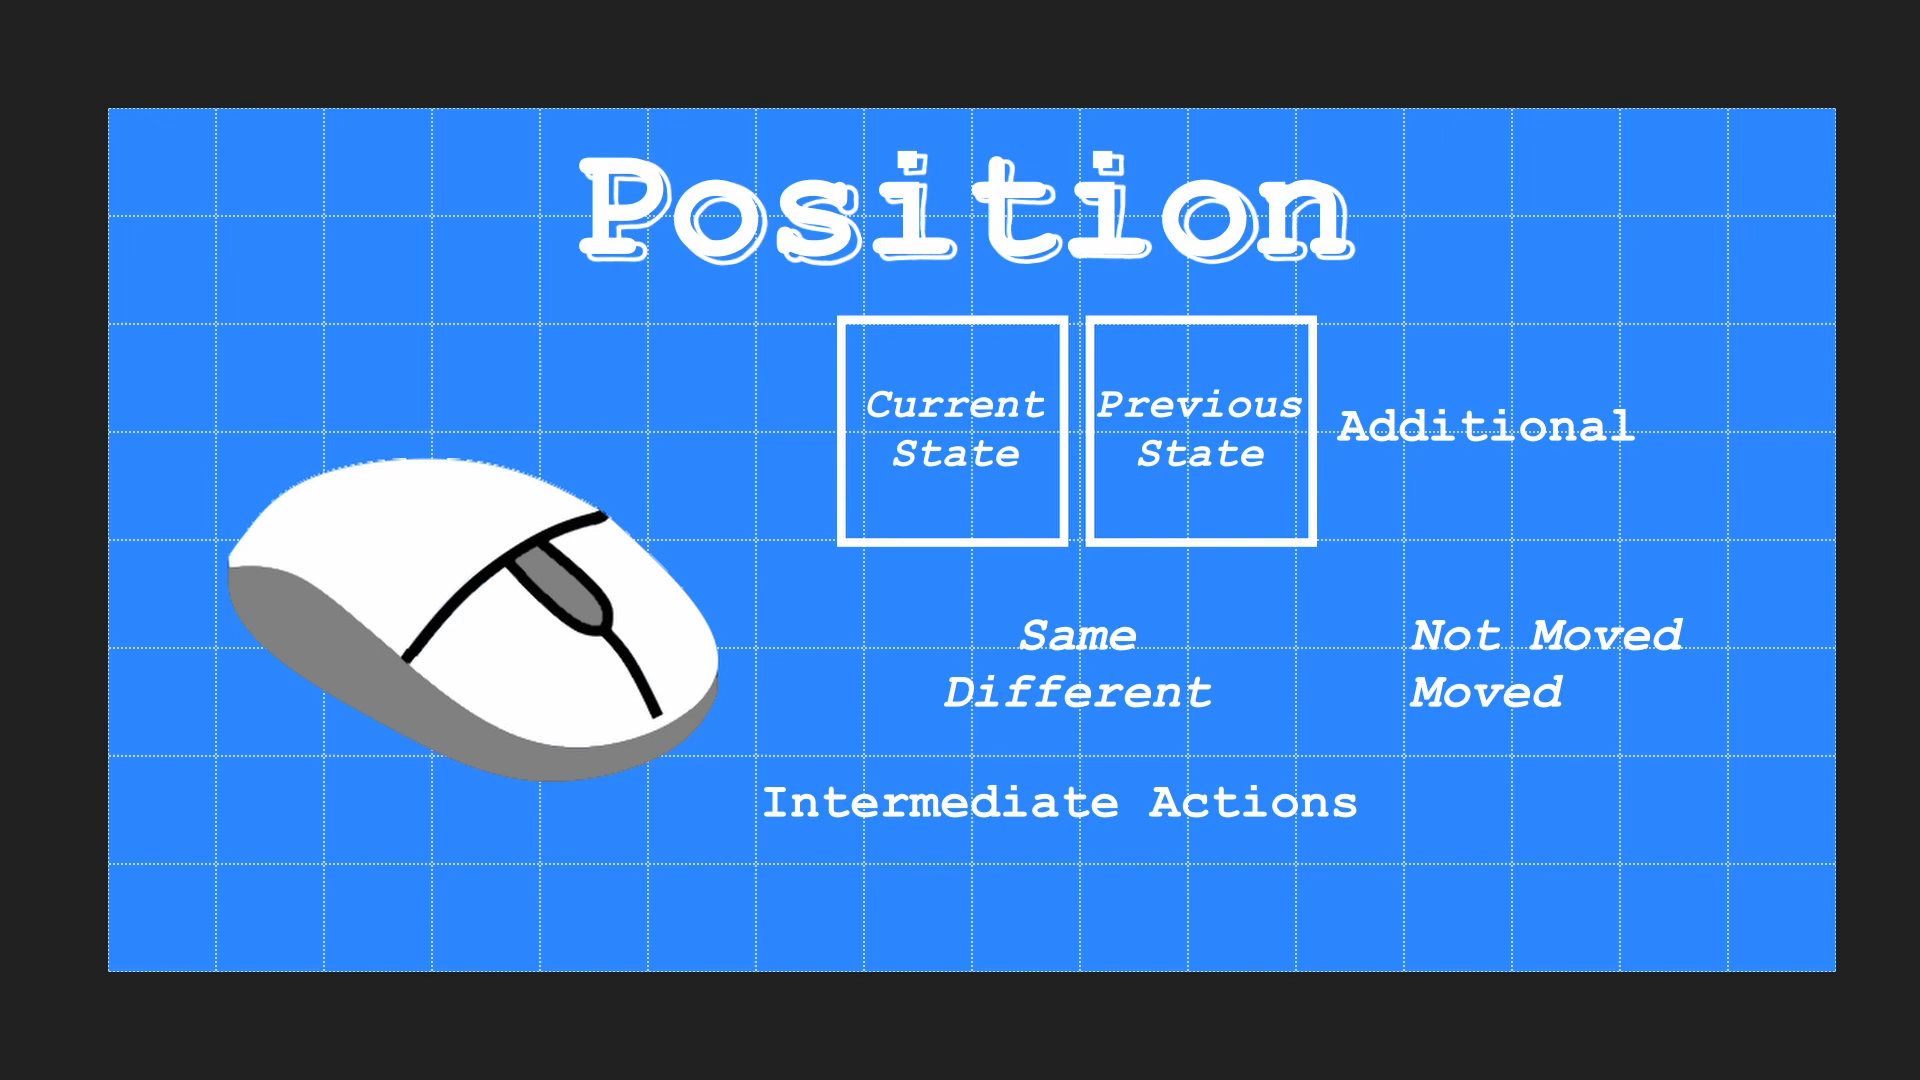 Position
Current State
Previous State
Additional
Same
Not Moved
Different
Moved
Intermediate Actions